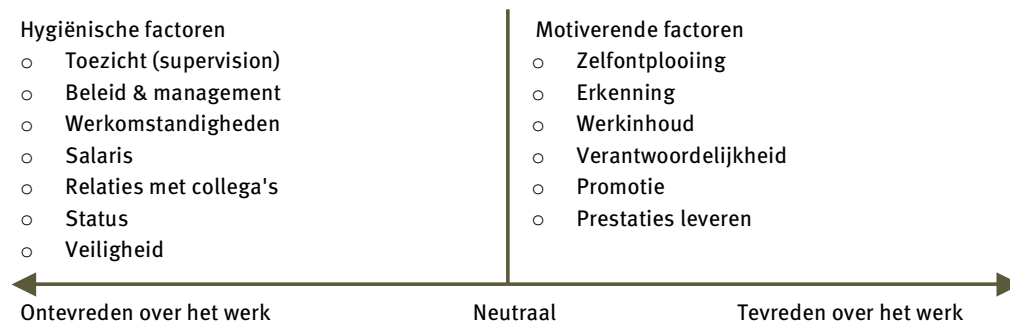 Hygiënische factoren
o Toezicht (supervision)
o Beleid & management
o Werkomstandigheden
o Salaris
o Relaties met collega's
o Status
o Veiligheid
Motiverende factoren
o Zelfontplooiing
o Erkenning
o Werkinhoud
o Verantwoordelijkheid
o Promotie
o Prestaties leveren
Ontevreden over het werk
Neutraal
Tevreden over het werk